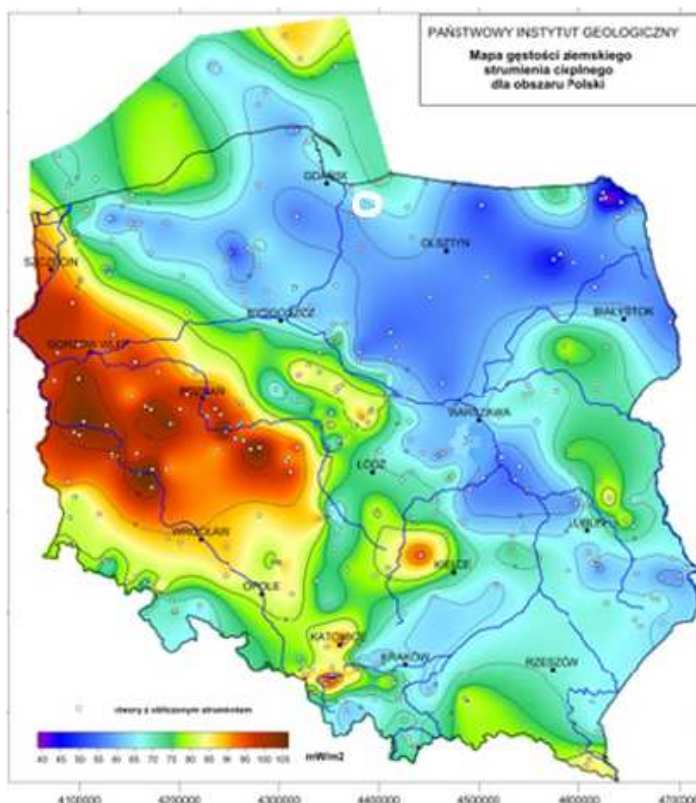 PAŃSTWOWY INSTYTUT GEOLOGICZNY
Mapa gęstości ziemskiego
strumienia cieplnego
dla obszaru Polski
GDAŃSK
OLSZTYN
SZCZECIN
BIAŁYSTOK
GORZÓW WLKP
POZNAŃ
WARSZAWA
ŁÓDŹ
WROCŁAW
LUBLIN
KIELCE
OPOLE
KATOWICE
KRAKÓW
RZESZÓW
otwory z obliczonym strumieniem
40 45 50 55 60 65 70 75 80 85 90 95 100 105
mW/m2
4100000 4200000 4300000 4400000 4500000 4600000